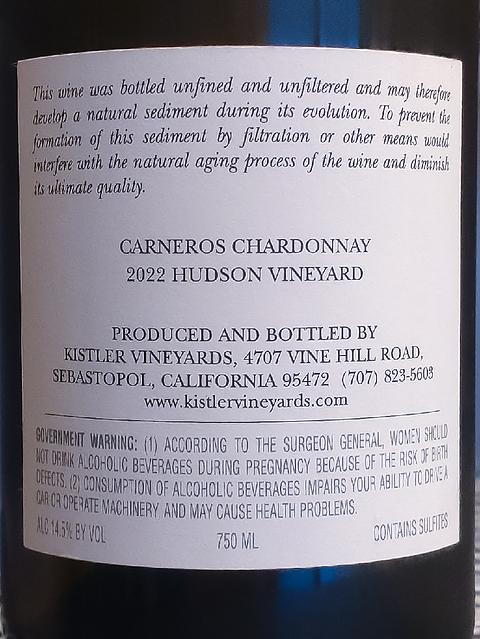 This wine was bottled unfined and unfiltered and may therefore
develop a natural sediment during its evolution. To prevent the
formation of this sediment by filtration or other means would
interfere with the natural aging process of the wine and diminish
its ultimate quality.
CARNEROS CHARDONNAY
2022 HUDSON VINEYARD
PRODUCED AND BOTTLED BY
KISTLER VINEYARDS, 4707 VINE HILL ROAD,
SEBASTOPOL, CALIFORNIA 95472 (707) 823-5603
www.kistlervineyards.com
GOVERNMENT WARNING: (1) ACCORDING TO THE SURGEON GENERAL, WOMEN SHOULD
NOT DRINK ALCOHOLIC BEVERAGES DURING PREGNANCY BECAUSE OF THE RISK OF BIRTH
DEFECTS. (2) CONSUMPTION OF ALCOHOLIC BEVERAGES IMPAIRS YOUR ABILITY TO DRIVE A
CAR OR OPERATE MACHINERY AND MAY CAUSE HEALTH PROBLEMS.
ALC 14.5% BY VOL 750 ML CONTAINS SULFITES